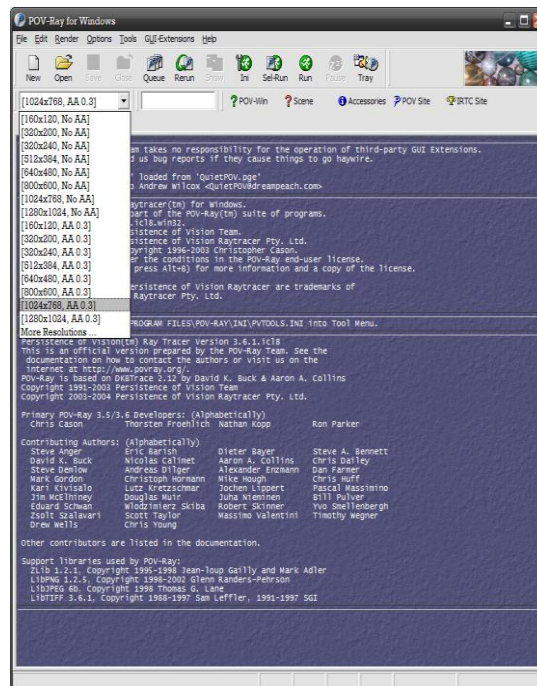 POV-Ray for Windows
File Edit Render Options Tools GUI-Extensions Help
New Open Save Close Queue Rerun Show Ini Sel-Run Run Pause Tray
[1024x768, AA 0.3] POV-Win Scene Accessories POV Site IRTC Site
[160x120, No AA]
[320x200, No AA]
[320x240, No AA]
[512x384, No AA]
[640x480, No AA]
[800x600, No AA]
[1024x768, No AA]
[1280x1024, No AA]
[160x120, AA 0.3]
[320x200, AA 0.3]
[320x240, AA 0.3]
[512x384, AA 0.3]
[640x480, AA 0.3]
[800x600, AA 0.3]
[1024x768, AA 0.3]
[1280x1024, AA 0.3]
More Resolutions ...
am takes no responsibility for the operation of third-party GUI Extensions.
d us bug reports if they cause things to go haywire.
' loaded from 'QuietPOV.pge'
Andrew Wilcox <QuietPOV@dreampeach.com>
aytracer(tm) for Windows.
part of the POV-Ray(tm) suite of programs.
.icl8.win32.
sistence of Vision Team.
sistence of Vision Raytracer Pty. Ltd.
pyright 1996-2003 Christopher Cason.
er the conditions in the POV-Ray end-user license.
press Alt+B) for more information and a copy of the license.
ersistence of Vision Raytracer are trademarks of
Raytracer Pty. Ltd.
PROGRAM FILES\POV-RAY\INI\PVTOOLS.INI into Tool Menu.
Persistence of Vision(tm) Ray Tracer Version 3.6.1.icl8
This is an official version prepared by the POV-Ray Team. See the
documentation on how to contact the authors or visit us on the
internet at http://www.povray.org/.
POV-Ray is based on DKBTrace 2.12 by David K. Buck & Aaron A. Collins
Copyright 1991-2003 Persistence of Vision Team
Copyright 2003-2004 Persistence of Vision Raytracer Pty. Ltd.
Primary POV-Ray 3.5/3.6 Developers: (Alphabetically)
Chris Cason Thorsten Froehlich Nathan Kopp Ron Parker
Contributing Authors: (Alphabetically)
Steve Anger Eric Barish Dieter Bayer Steve A. Bennett
David K. Buck Nicolas Calimet Aaron A. Collins Chris Dailey
Steve Demlow Andreas Dilger Alexander Enzmann Dan Farmer
Mark Gordon Christoph Hormann Mike Hough Chris Huff
Kari Kivisalo Lutz Kretzschmar Jochen Lippert Pascal Massimino
Jim McElhiney Douglas Muir Juha Nieminen Bill Pulver
Eduard Schwan Wlodzimierz Skiba Robert Skinner Yvo Smellenbergh
Zsolt Szalavari Scott Taylor Massimo Valentini Timothy Wegner
Drew Wells Chris Young
Other contributors are listed in the documentation.
Support libraries used by POV-Ray:
ZLib 1.2.1, Copyright 1995-1998 Jean-loup Gailly and Mark Adler
LibPNG 1.2.5, Copyright 1998-2002 Glenn Randers-Pehrson
LibJPEG 6b, Copyright 1998 Thomas G. Lane
LibTIFF 3.6.1, Copyright 1988-1997 Sam Leffler, 1991-1997 SGI